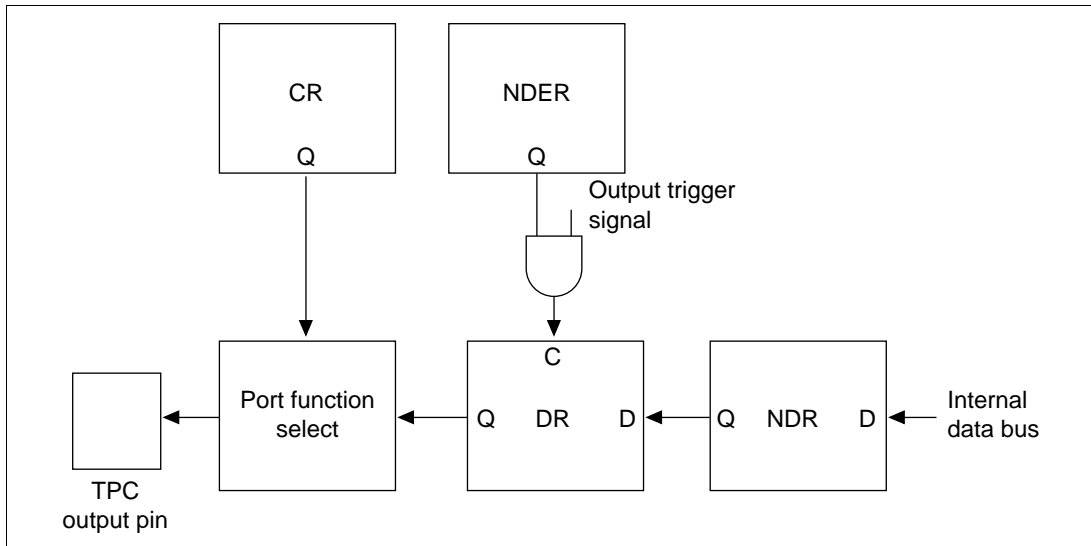 CR
Q
NDER
Q
Output trigger
signal
C
Port function
select
Q
DR
D
Q
NDR
D
Internal
data bus
TPC
output pin